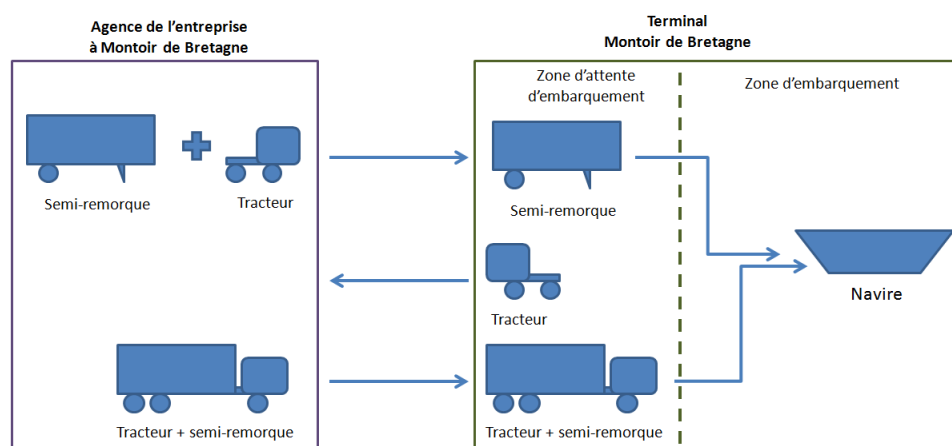 Agence de l'entreprise
à Montoir de Bretagne
Terminal
Montoir de Bretagne
Zone d'attente
d'embarquement
Zone d'embarquement
Semi-remorque
Tracteur
Semi-remorque
Navire
Tracteur
Tracteur + semi-remorque
Tracteur + semi-remorque